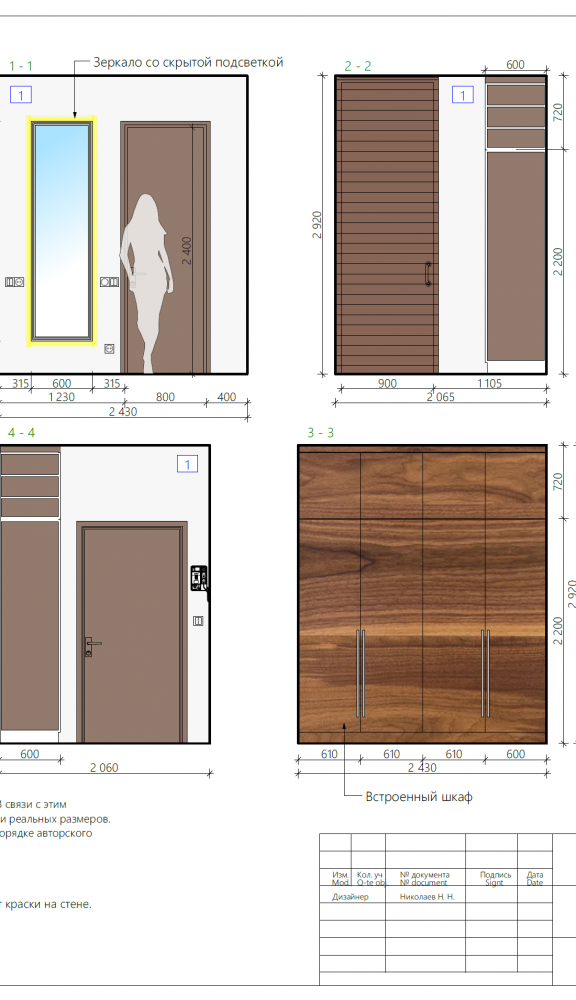 1 - 1
Зеркало со скрытой подсветкой
1
2 400
315 600 315
1 230 800 400
2 430
2 - 2
600
1
720
2 920
2 200
900 1 105
2 065
4 - 4
1
600
2 060
3 - 3
720
2 920
2 200
610 610 610 600
2 430
Встроенный шкаф
В связи с этим
и реальных размеров.
орядке авторского
краски на стене.
Изм. Кол. уч № документа Подпись Дата
Mod. O-te obj. № document Signt Date
Дизайнер Николаев Н. Н.